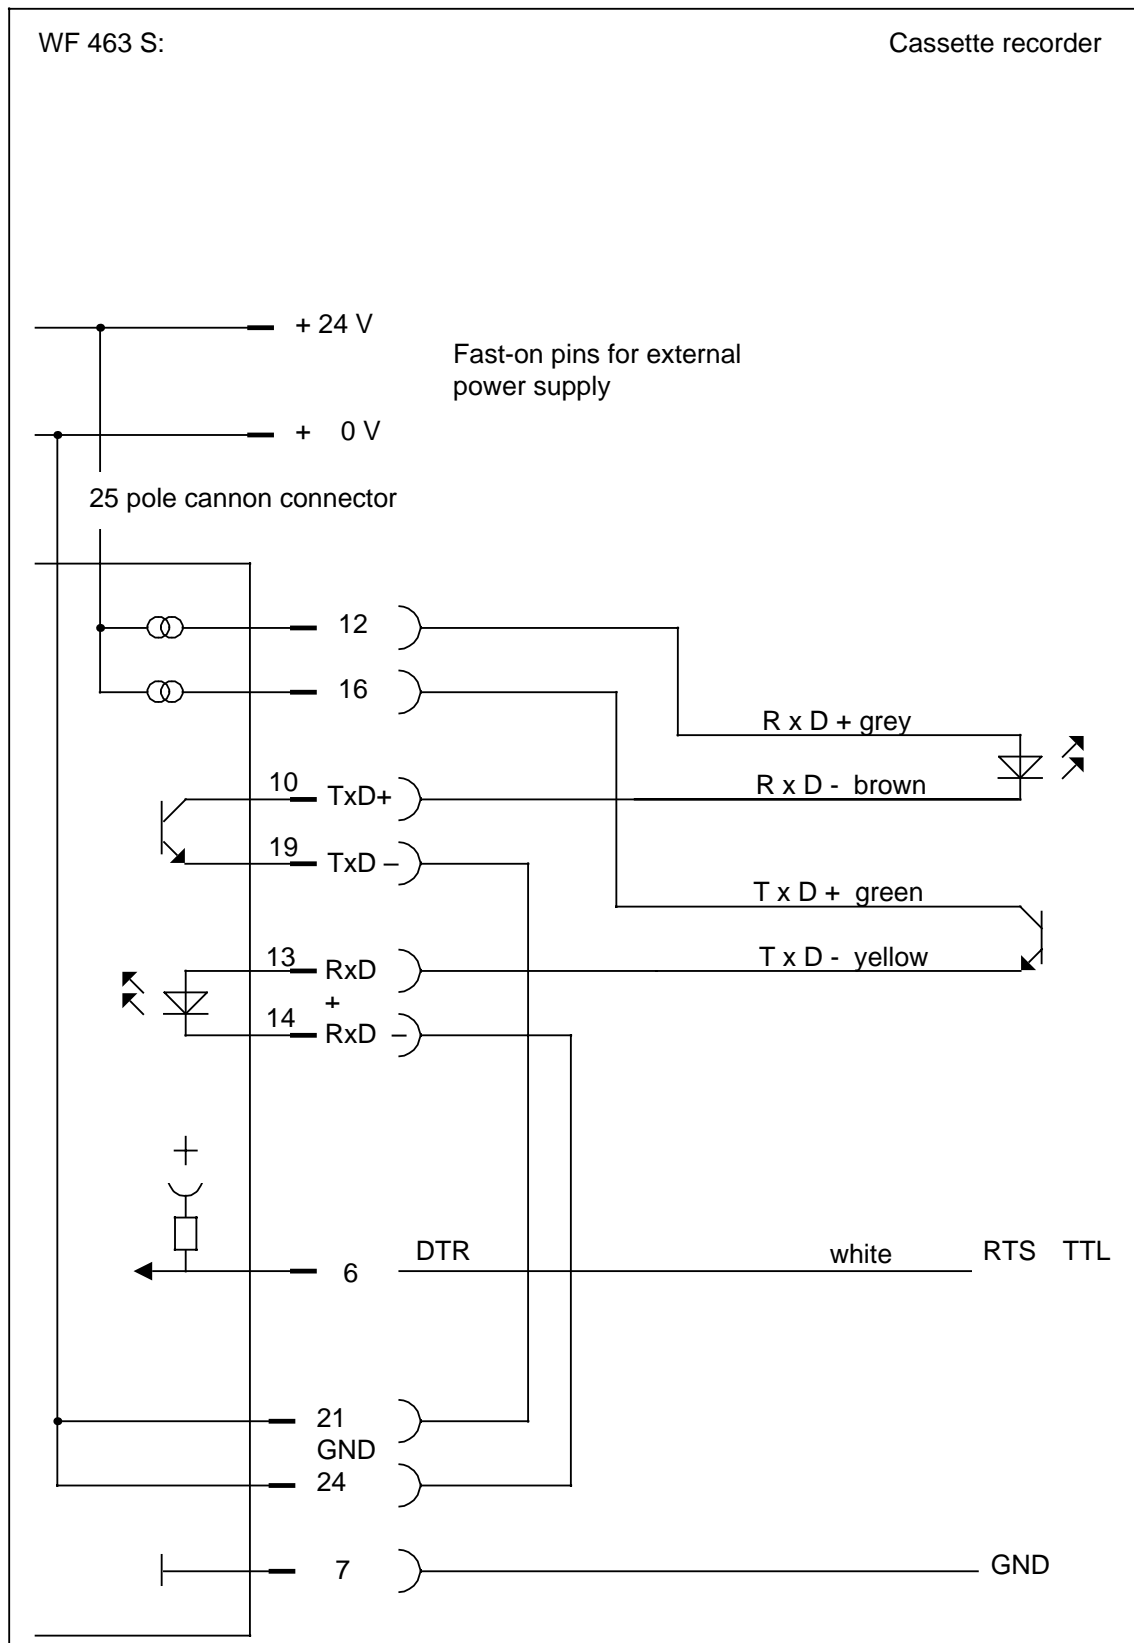 WF 463 S:
Cassette recorder
+ 24 V
Fast-on pins for external
power supply
+ 0 V
25 pole cannon connector
12
16
R x D + grey
10
TxD+
R x D - brown
19
TxD –
T x D + green
13
RxD
T x D - yellow
+
14
RxD –
+
DTR
white
RTS TTL
6
21
GND
24
7
GND